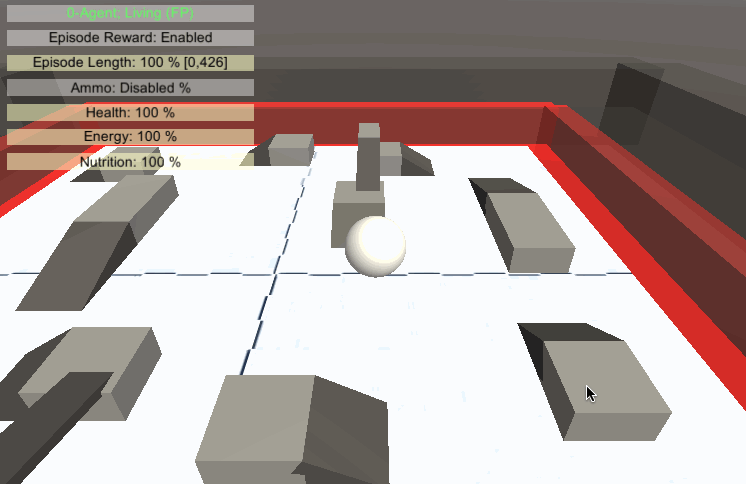 0-Agent; Living (FP)
Episode Reward: Enabled
Episode Length: 100 % [0,426]
Ammo: Disabled %
Health: 100 %
Energy: 100 %
Nutrition: 100 %